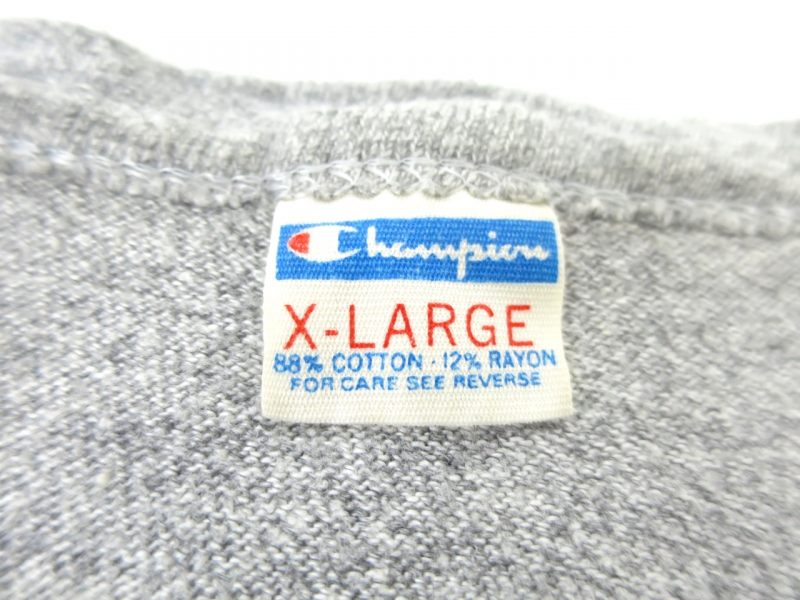 Champion
X-LARGE
88% COTTON · 12% RAYON
FOR CARE SEE REVERSE